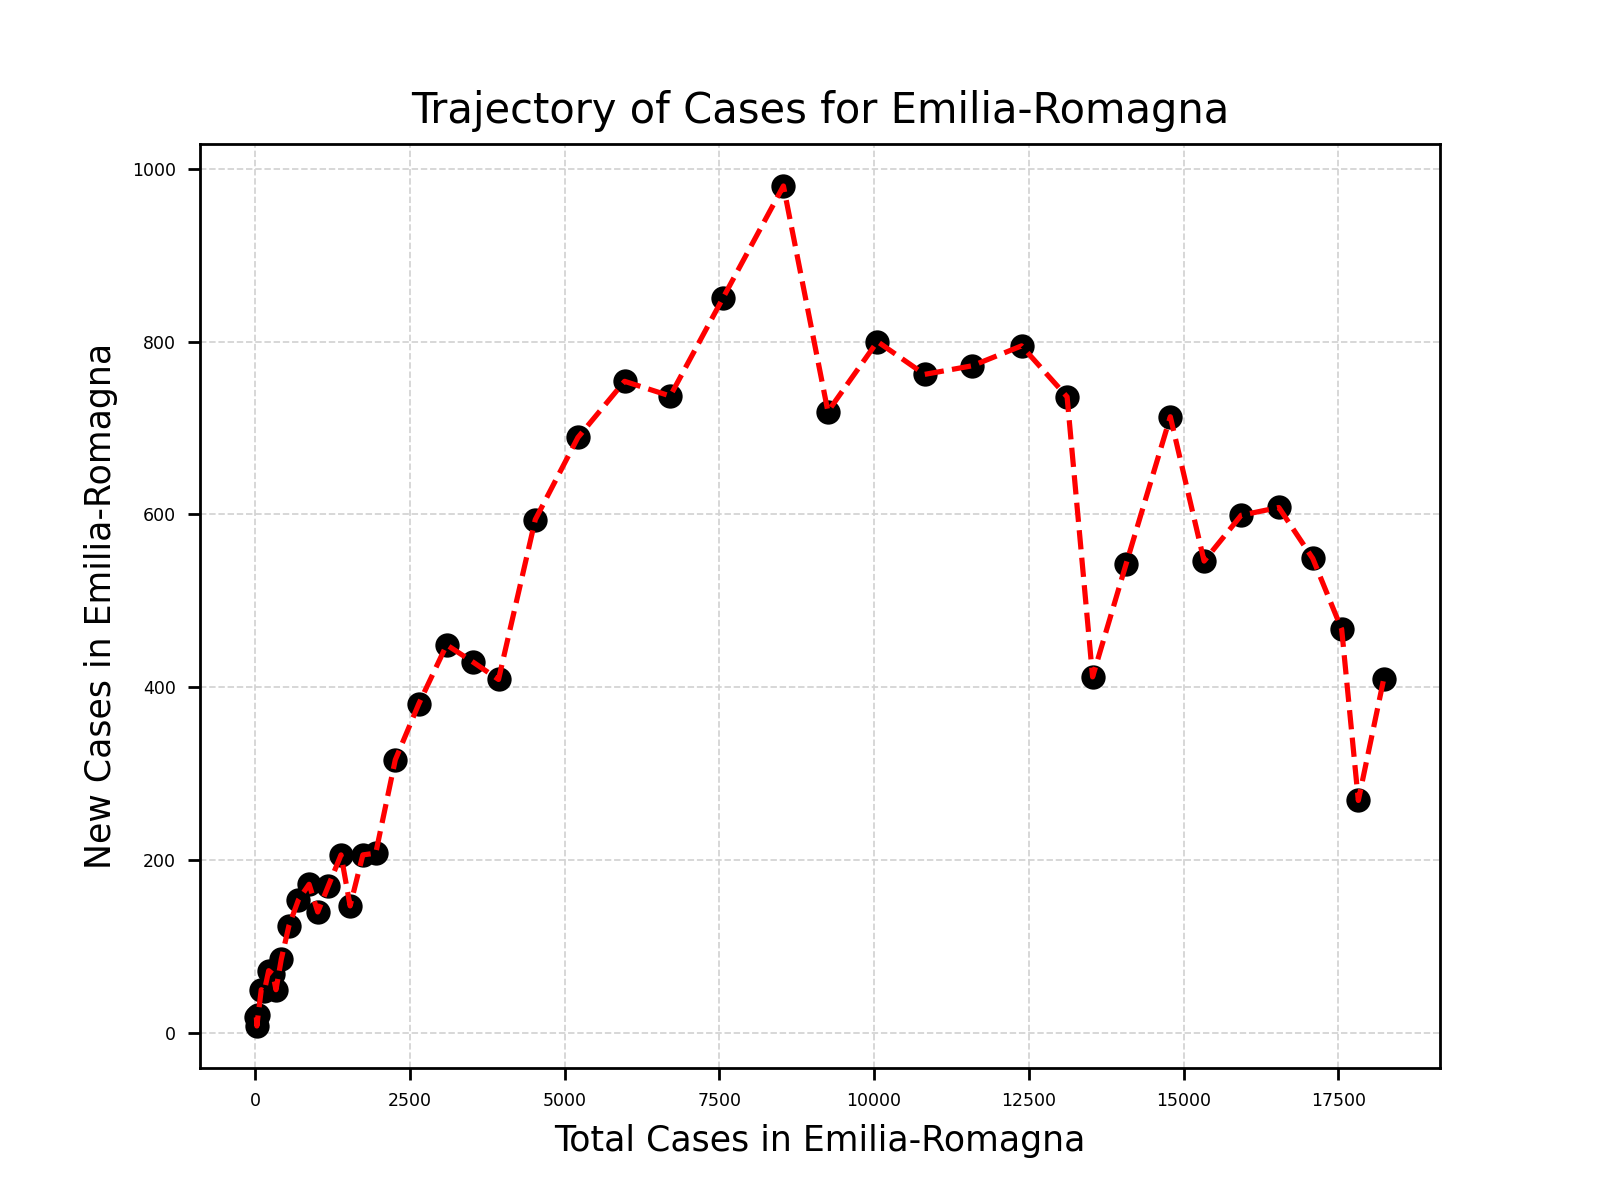 Trajectory of Cases for Emilia-Romagna
1000
800
600
400
200
0
New Cases in Emilia-Romagna
0 2500 5000 7500 10000 12500 15000 17500
Total Cases in Emilia-Romagna